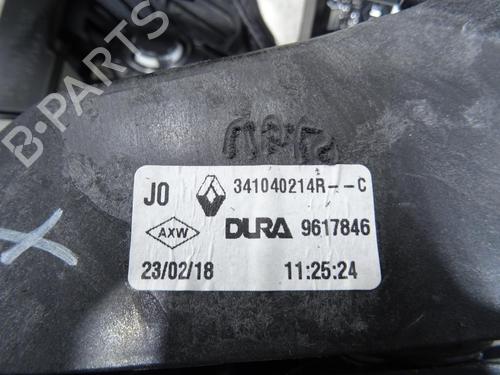 B-PARTS
J0 341040214R--C
AXW DURA 9617846
23/02/18 11:25:24